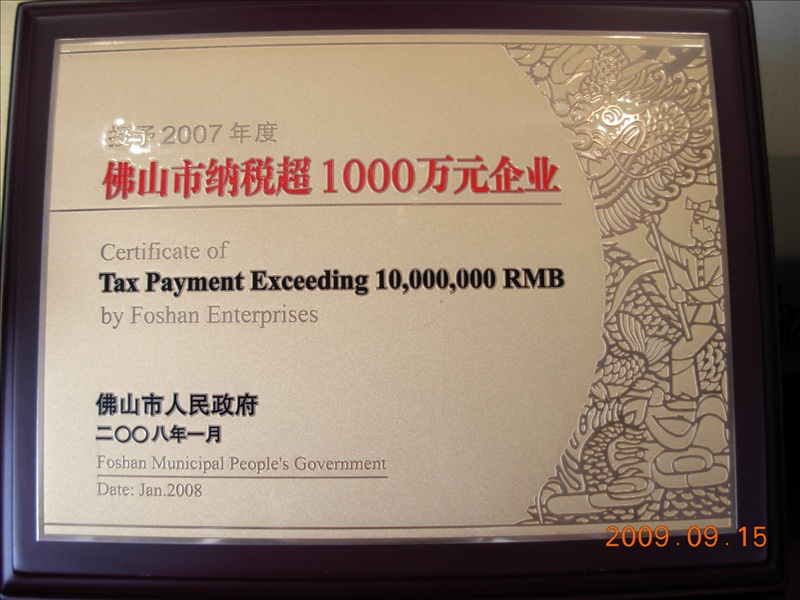 授予2007年度
佛山市纳税超1000万元企业
Certificate of
Tax Payment Exceeding 10,000,000 RMB
by Foshan Enterprises
佛山市人民政府
二〇〇八年一月
Foshan Municipal People's Government
Date: Jan.2008
2009.09.15